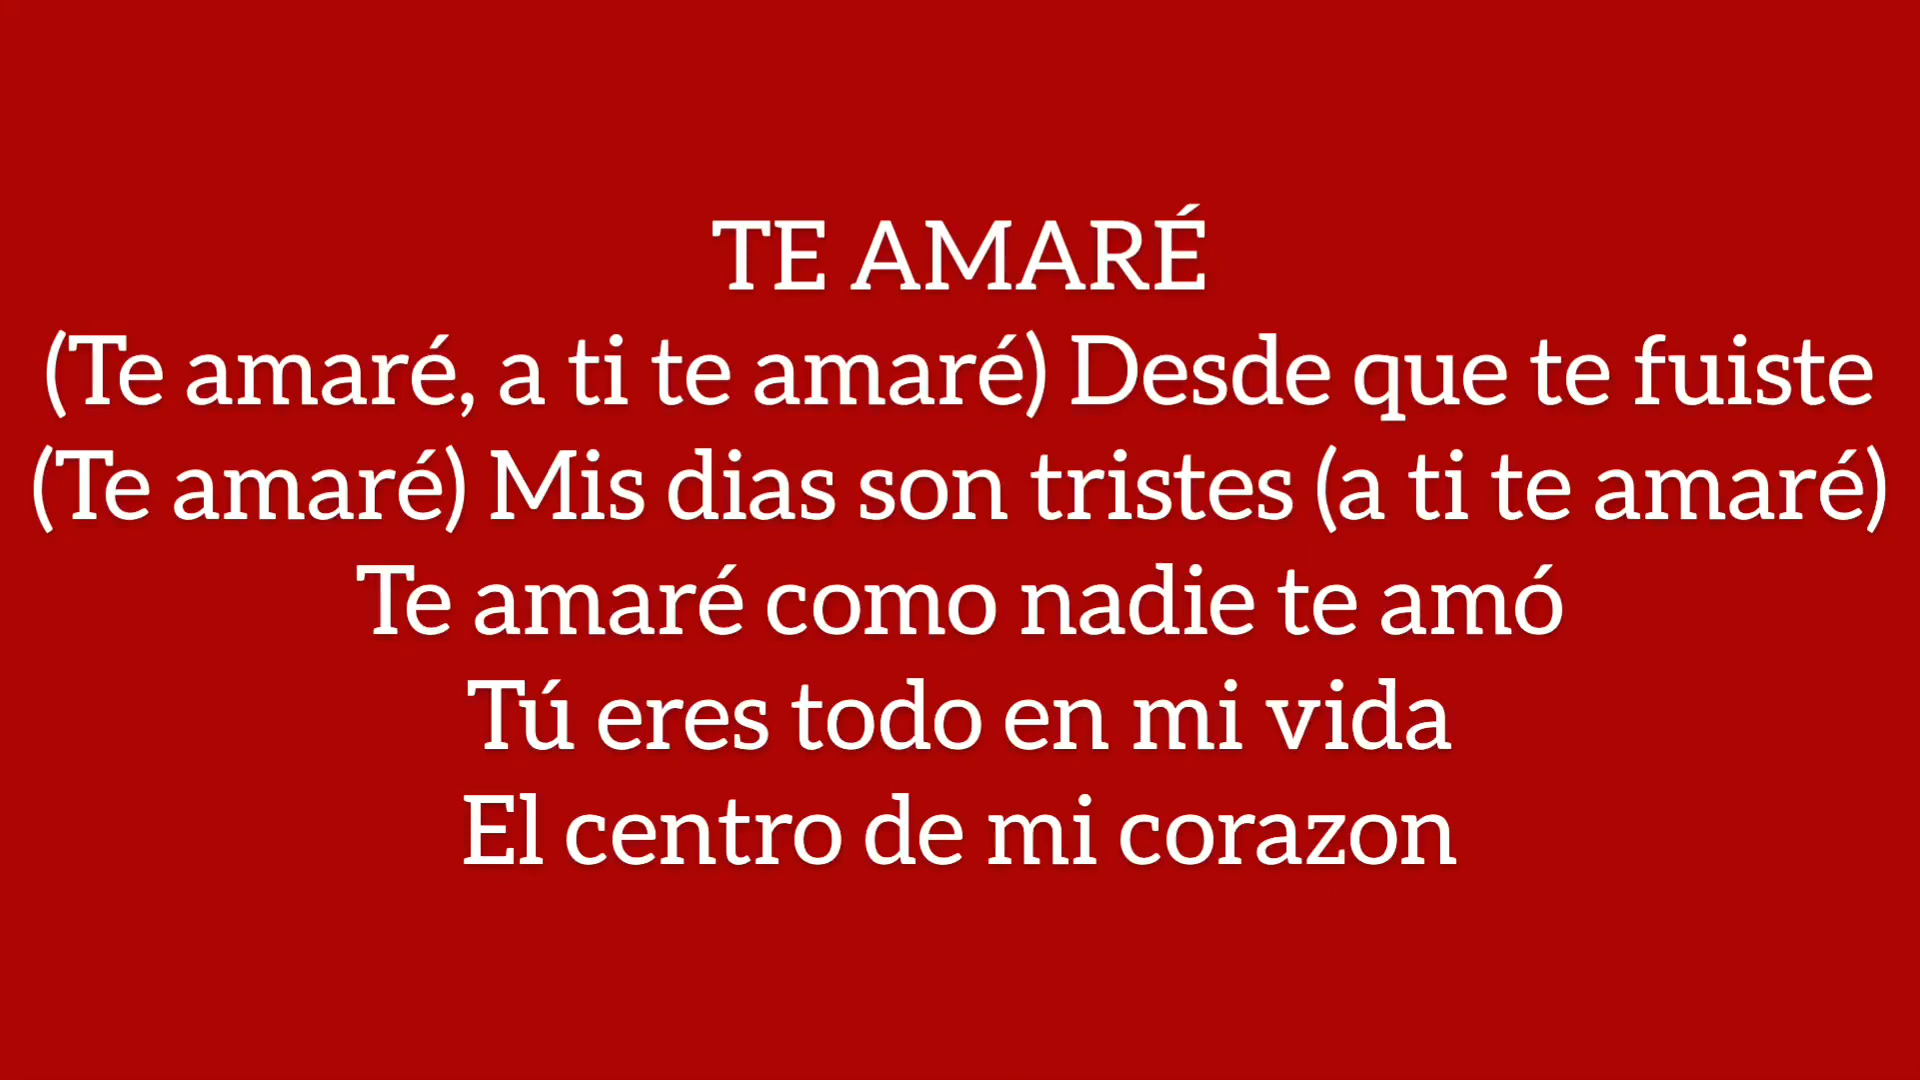 TE AMARÉ
(Te amaré, a ti te amaré) Desde que te fuiste
(Te amaré) Mis dias son tristes (a ti te amaré)
Te amaré como nadie te amó
Tú eres todo en mi vida
El centro de mi corazon